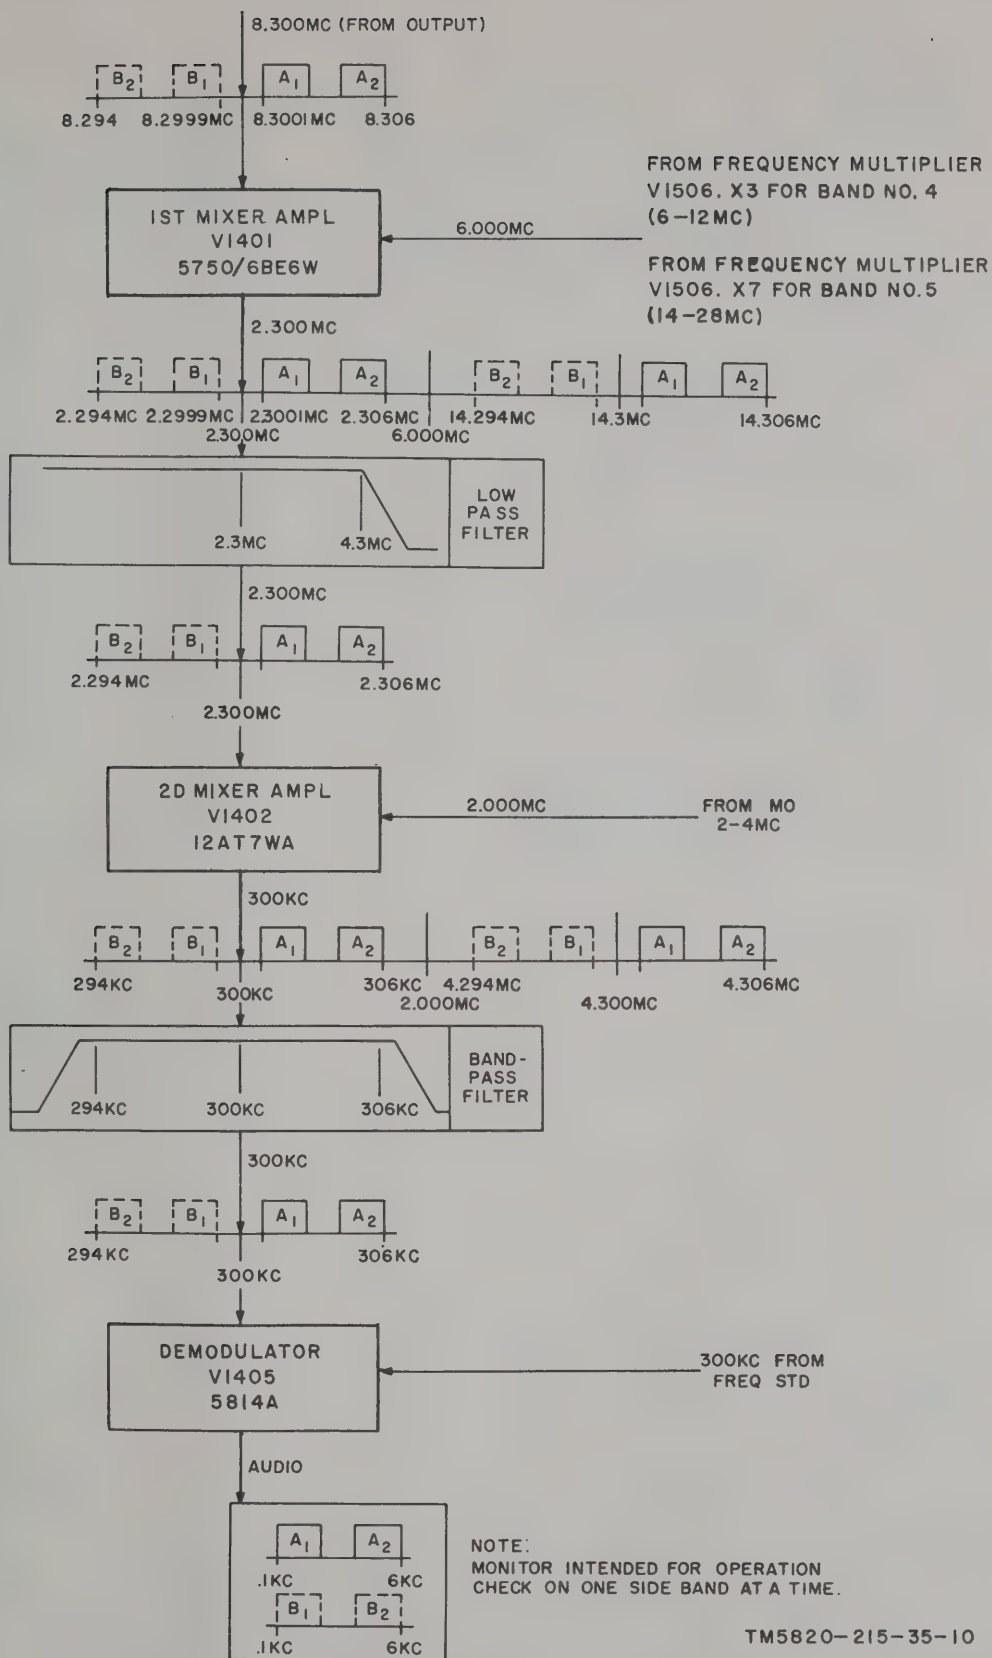 8.300MC (FROM OUTPUT)
B2 B1 A1 A2
8.294 8.2999MC 8.3001MC 8.306
FROM FREQUENCY MULTIPLIER
V1506. X3 FOR BAND NO. 4
(6-12MC)
1ST MIXER AMPL
V1401
5750/6BE6W
6.000MC
FROM FREQUENCY MULTIPLIER
V1506. X7 FOR BAND NO. 5
(14-28MC)
2.300MC
B2 B1 A1 A2 B2 B1 A1 A2
2.294MC 2.2999MC 2.3001MC 2.306MC 14.294MC 14.3MC 14.306MC
2.300MC 6.000MC
LOW
PASS
FILTER
2.3MC 4.3MC
2.300MC
B2 B1 A1 A2
2.294MC 2.306MC
2.300MC
2D MIXER AMPL
V1402
12AT7WA
2.000MC
FROM MO
2-4MC
300KC
B2 B1 A1 A2 B2 B1 A1 A2
294KC 300KC 306KC 4.294MC 4.300MC 4.306MC
2.000MC
BAND-
PASS
FILTER
294KC 300KC 306KC
300KC
B2 B1 A1 A2
294KC 306KC
300KC
DEMODULATOR
V1405
5814A
300KC FROM
FREQ STD
AUDIO
A1 A2
.1KC 6KC
B1 B2
.1KC 6KC
NOTE:
MONITOR INTENDED FOR OPERATION
CHECK ON ONE SIDE BAND AT A TIME.
TM5820-215-35-10